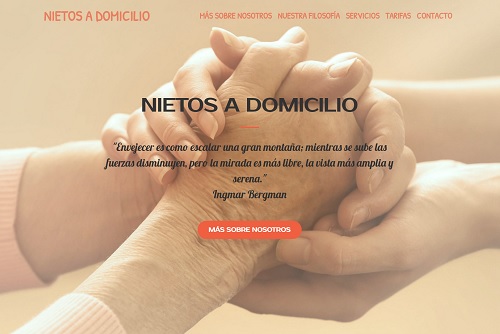 NIETOS A DOMICILIO
MÁS SOBRE NOSOTROS NUESTRA FILOSOFÍA SERVICIOS TARIFAS CONTACTO
NIETOS A DOMICILIO
"Envejecer es como escalar una gran montaña; mientras se sube las
fuerzas disminuyen, pero la mirada es más libre, la vista más amplia y
serena."
Ingmar Bergman
MÁS SOBRE NOSOTROS